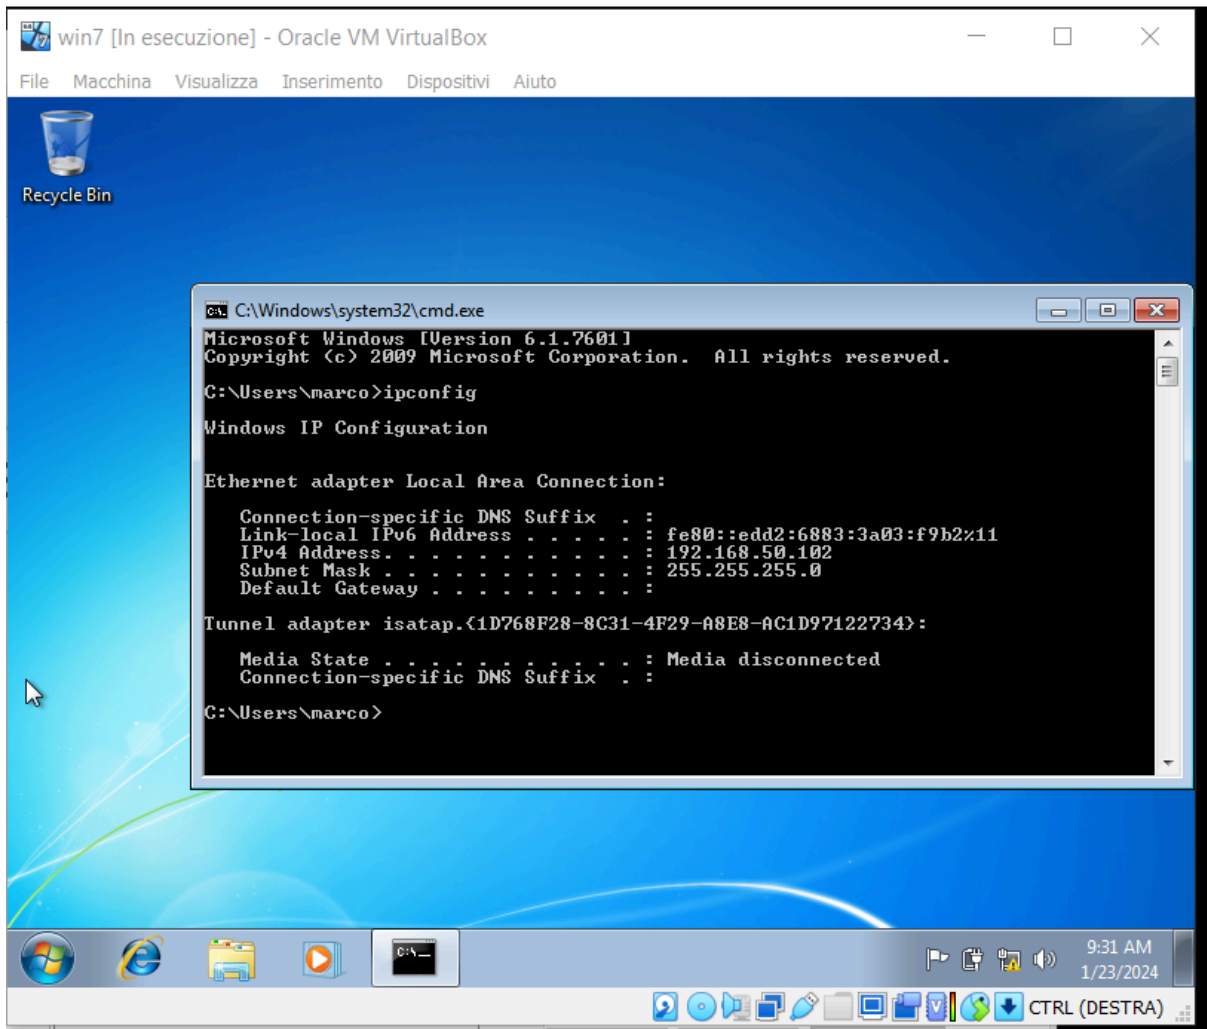 win7 [In esecuzione] - Oracle VM VirtualBox
File Macchina Visualizza Inserimento Dispositivi Aiuto
Recycle Bin
C:\Windows\system32\cmd.exe
Microsoft Windows [Version 6.1.7601]
Copyright (c) 2009 Microsoft Corporation.  All rights reserved.
C:\Users\marco>ipconfig
Windows IP Configuration
Ethernet adapter Local Area Connection:
Connection-specific DNS Suffix  . :
Link-local IPv6 Address . . . . . : fe80::edd2:6883:3a03:f9b2%11
IPv4 Address. . . . . . . . . . . : 192.168.50.102
Subnet Mask . . . . . . . . . . . : 255.255.255.0
Default Gateway . . . . . . . . . :
Tunnel adapter isatap.{1D768F28-8C31-4F29-A8E8-AC1D97122734}:
Media State . . . . . . . . . . . : Media disconnected
Connection-specific DNS Suffix  . :
C:\Users\marco>
9:31 AM
1/23/2024
CTRL (DESTRA)